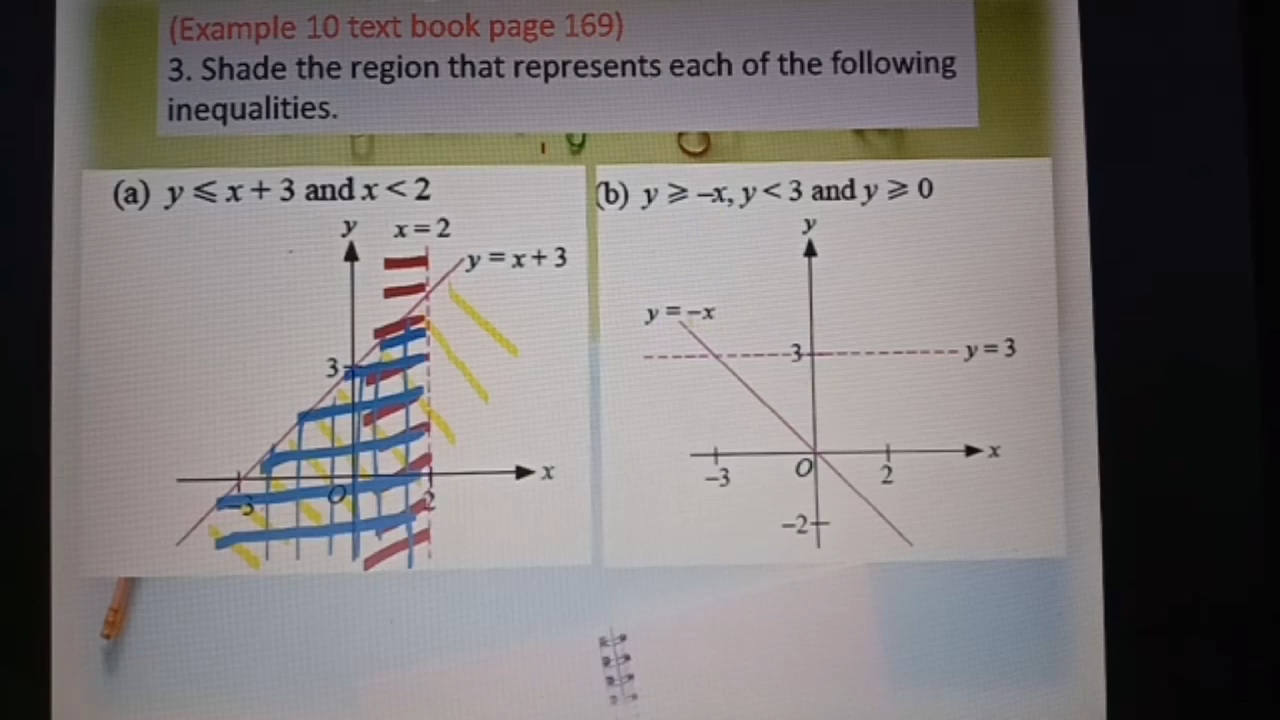 (Example 10 text book page 169)
3. Shade the region that represents each of the following
inequalities.
(a) y ⩽ x + 3 and x < 2
y
x = 2
y = x + 3
3
-3
O
2
x
(b) y ⩾ –x, y < 3 and y ⩾ 0
y
y = –x
3
y = 3
–3
O
2
x
–2